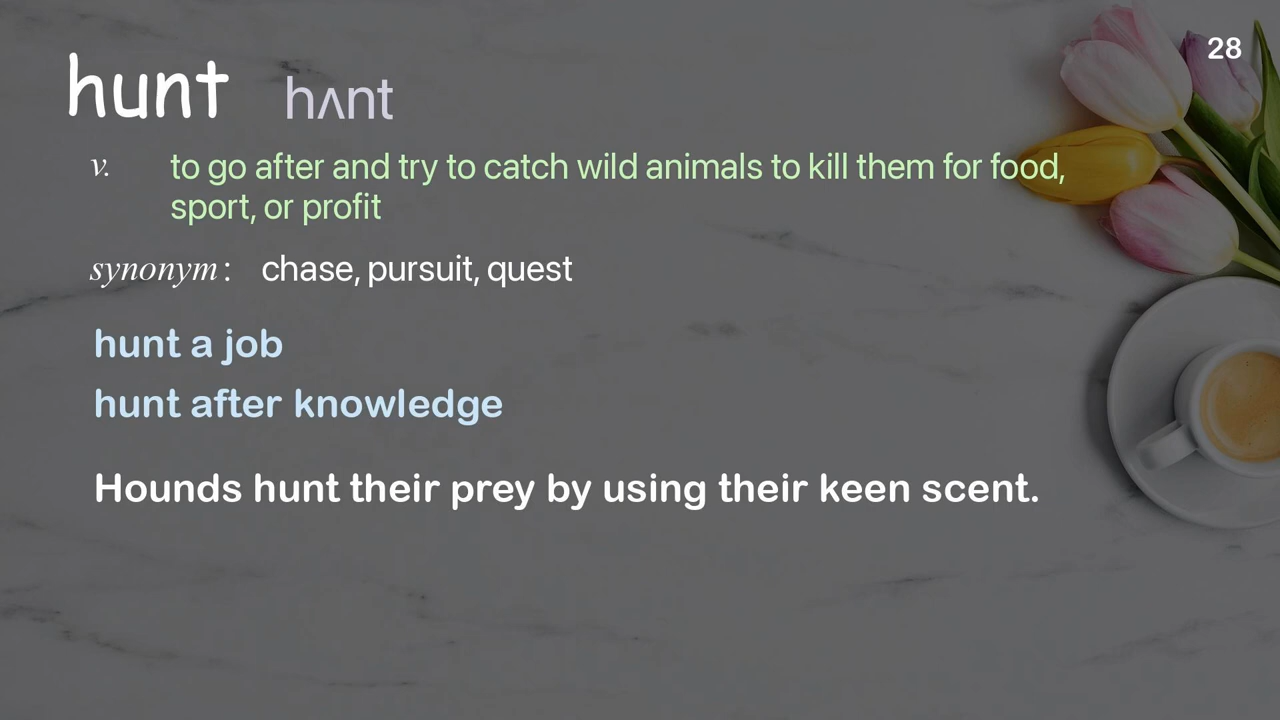 28
hunt hʌnt
v. to go after and try to catch wild animals to kill them for food,
sport, or profit
synonym : chase, pursuit, quest
hunt a job
hunt after knowledge
Hounds hunt their prey by using their keen scent.